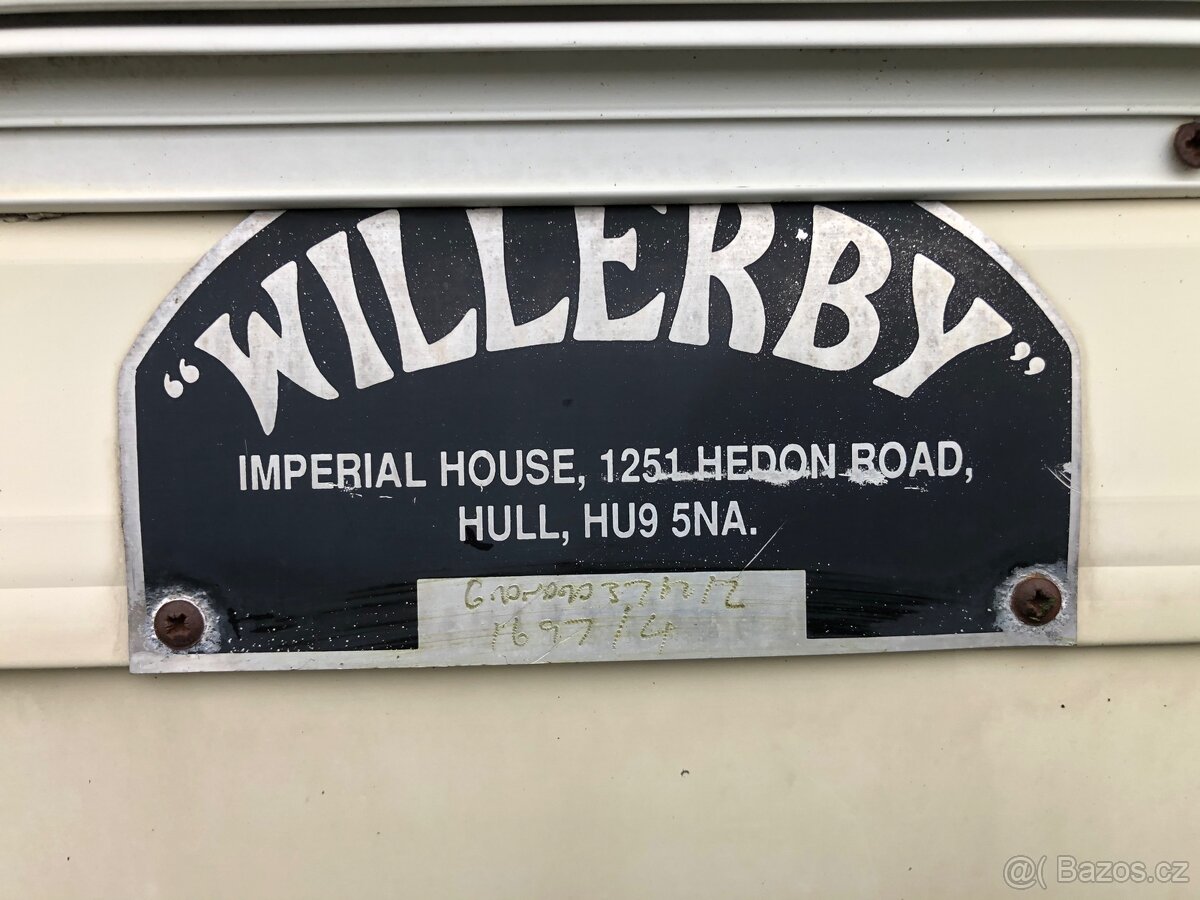 “WILLERBY”
IMPERIAL HOUSE, 1251 HEDON ROAD,
HULL, HU9 5NA.
@( Bazos.cz